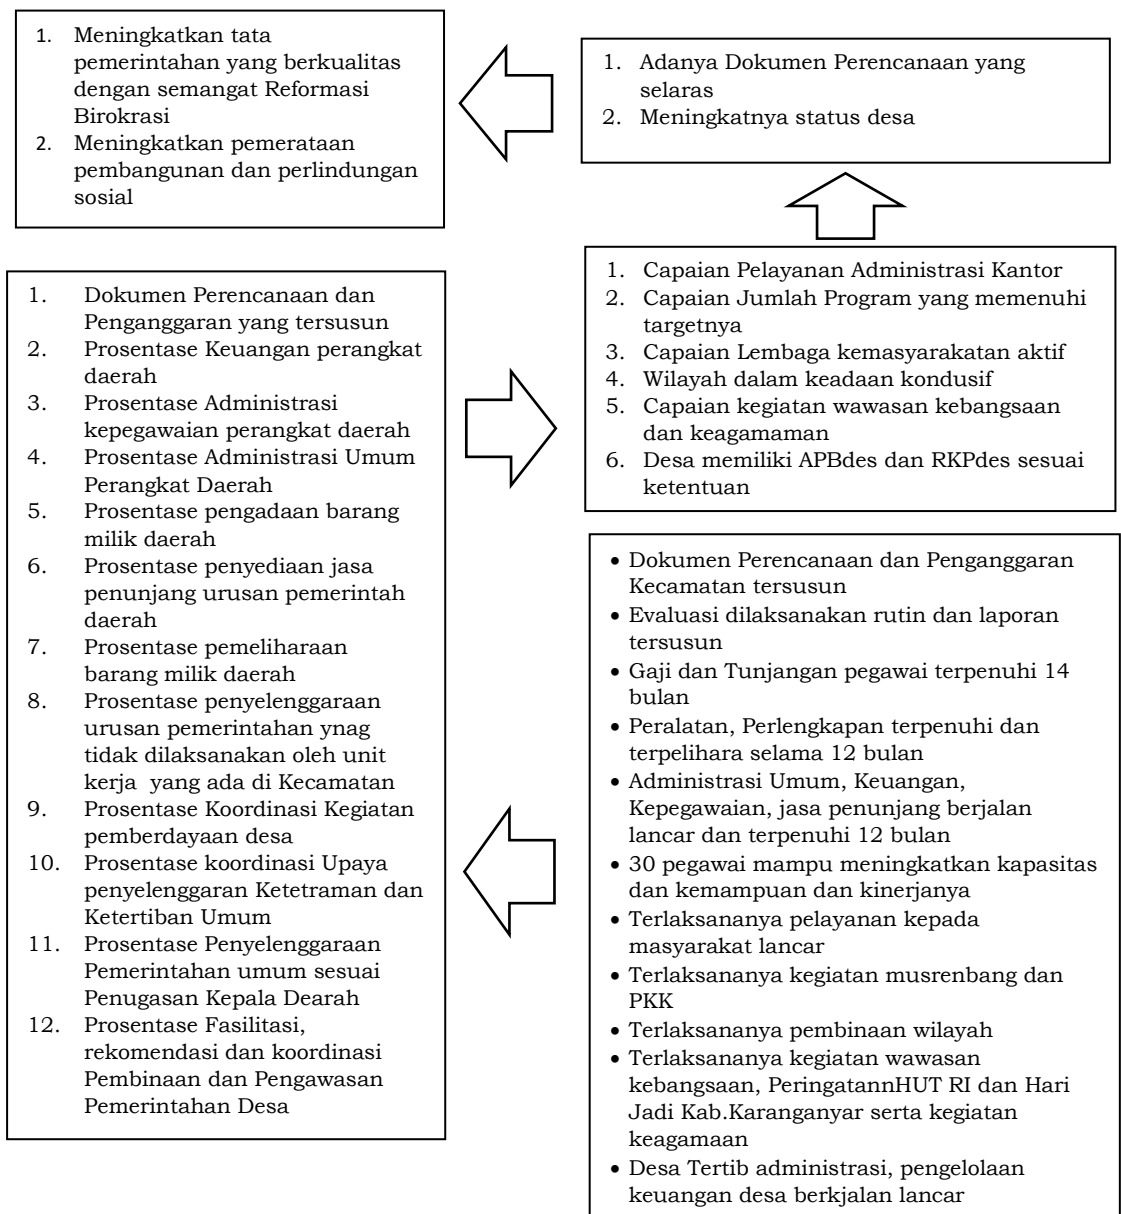 1. Meningkatkan tata
pemerintahan yang berkualitas
dengan semangat Reformasi
Birokrasi
2. Meningkatkan pemerataan
pembangunan dan perlindungan
sosial
1. Adanya Dokumen Perencanaan yang
selaras
2. Meningkatnya status desa
1. Dokumen Perencanaan dan
Penganggaran yang tersusun
2. Prosentase Keuangan perangkat
daerah
3. Prosentase Administrasi
kepegawaian perangkat daerah
4. Prosentase Administrasi Umum
Perangkat Daerah
5. Prosentase pengadaan barang
milik daerah
6. Prosentase penyediaan jasa
penunjang urusan pemerintah
daerah
7. Prosentase pemeliharaan
barang milik daerah
8. Prosentase penyelenggaraan
urusan pemerintahan ynag
tidak dilaksanakan oleh unit
kerja yang ada di Kecamatan
9. Prosentase Koordinasi Kegiatan
pemberdayaan desa
10. Prosentase koordinasi Upaya
penyelenggaran Ketetraman dan
Ketertiban Umum
11. Prosentase Penyelenggaraan
Pemerintahan umum sesuai
Penugasan Kepala Dearah
12. Prosentase Fasilitasi,
rekomendasi dan koordinasi
Pembinaan dan Pengawasan
Pemerintahan Desa
1. Capaian Pelayanan Administrasi Kantor
2. Capaian Jumlah Program yang memenuhi
targetnya
3. Capaian Lembaga kemasyarakatan aktif
4. Wilayah dalam keadaan kondusif
5. Capaian kegiatan wawasan kebangsaan
dan keagamaman
6. Desa memiliki APBdes dan RKPdes sesuai
ketentuan
• Dokumen Perencanaan dan Penganggaran
Kecamatan tersusun
• Evaluasi dilaksanakan rutin dan laporan
tersusun
• Gaji dan Tunjangan pegawai terpenuhi 14
bulan
• Peralatan, Perlengkapan terpenuhi dan
terpelihara selama 12 bulan
• Administrasi Umum, Keuangan,
Kepegawaian, jasa penunjang berjalan
lancar dan terpenuhi 12 bulan
• 30 pegawai mampu meningkatkan kapasitas
dan kemampuan dan kinerjanya
• Terlaksananya pelayanan kepada
masyarakat lancar
• Terlaksananya kegiatan musrenbang dan
PKK
• Terlaksananya pembinaan wilayah
• Terlaksananya kegiatan wawasan
kebangsaan, PeringatannHUT RI dan Hari
Jadi Kab.Karanganyar serta kegiatan
keagamaan
• Desa Tertib administrasi, pengelolaan
keuangan desa berkjalan lancar